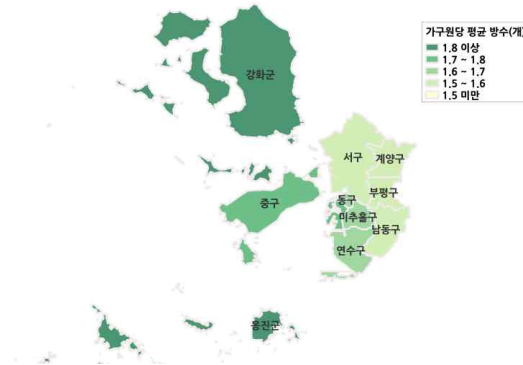 가구원당 평균 방수(개)
1.8 이상
1.7 ~ 1.8
1.6 ~ 1.7
1.5 ~ 1.6
1.5 미만
강화군
서구
계양구
부평구
중구
동구
미추홀구
남동구
연수구
옹진군